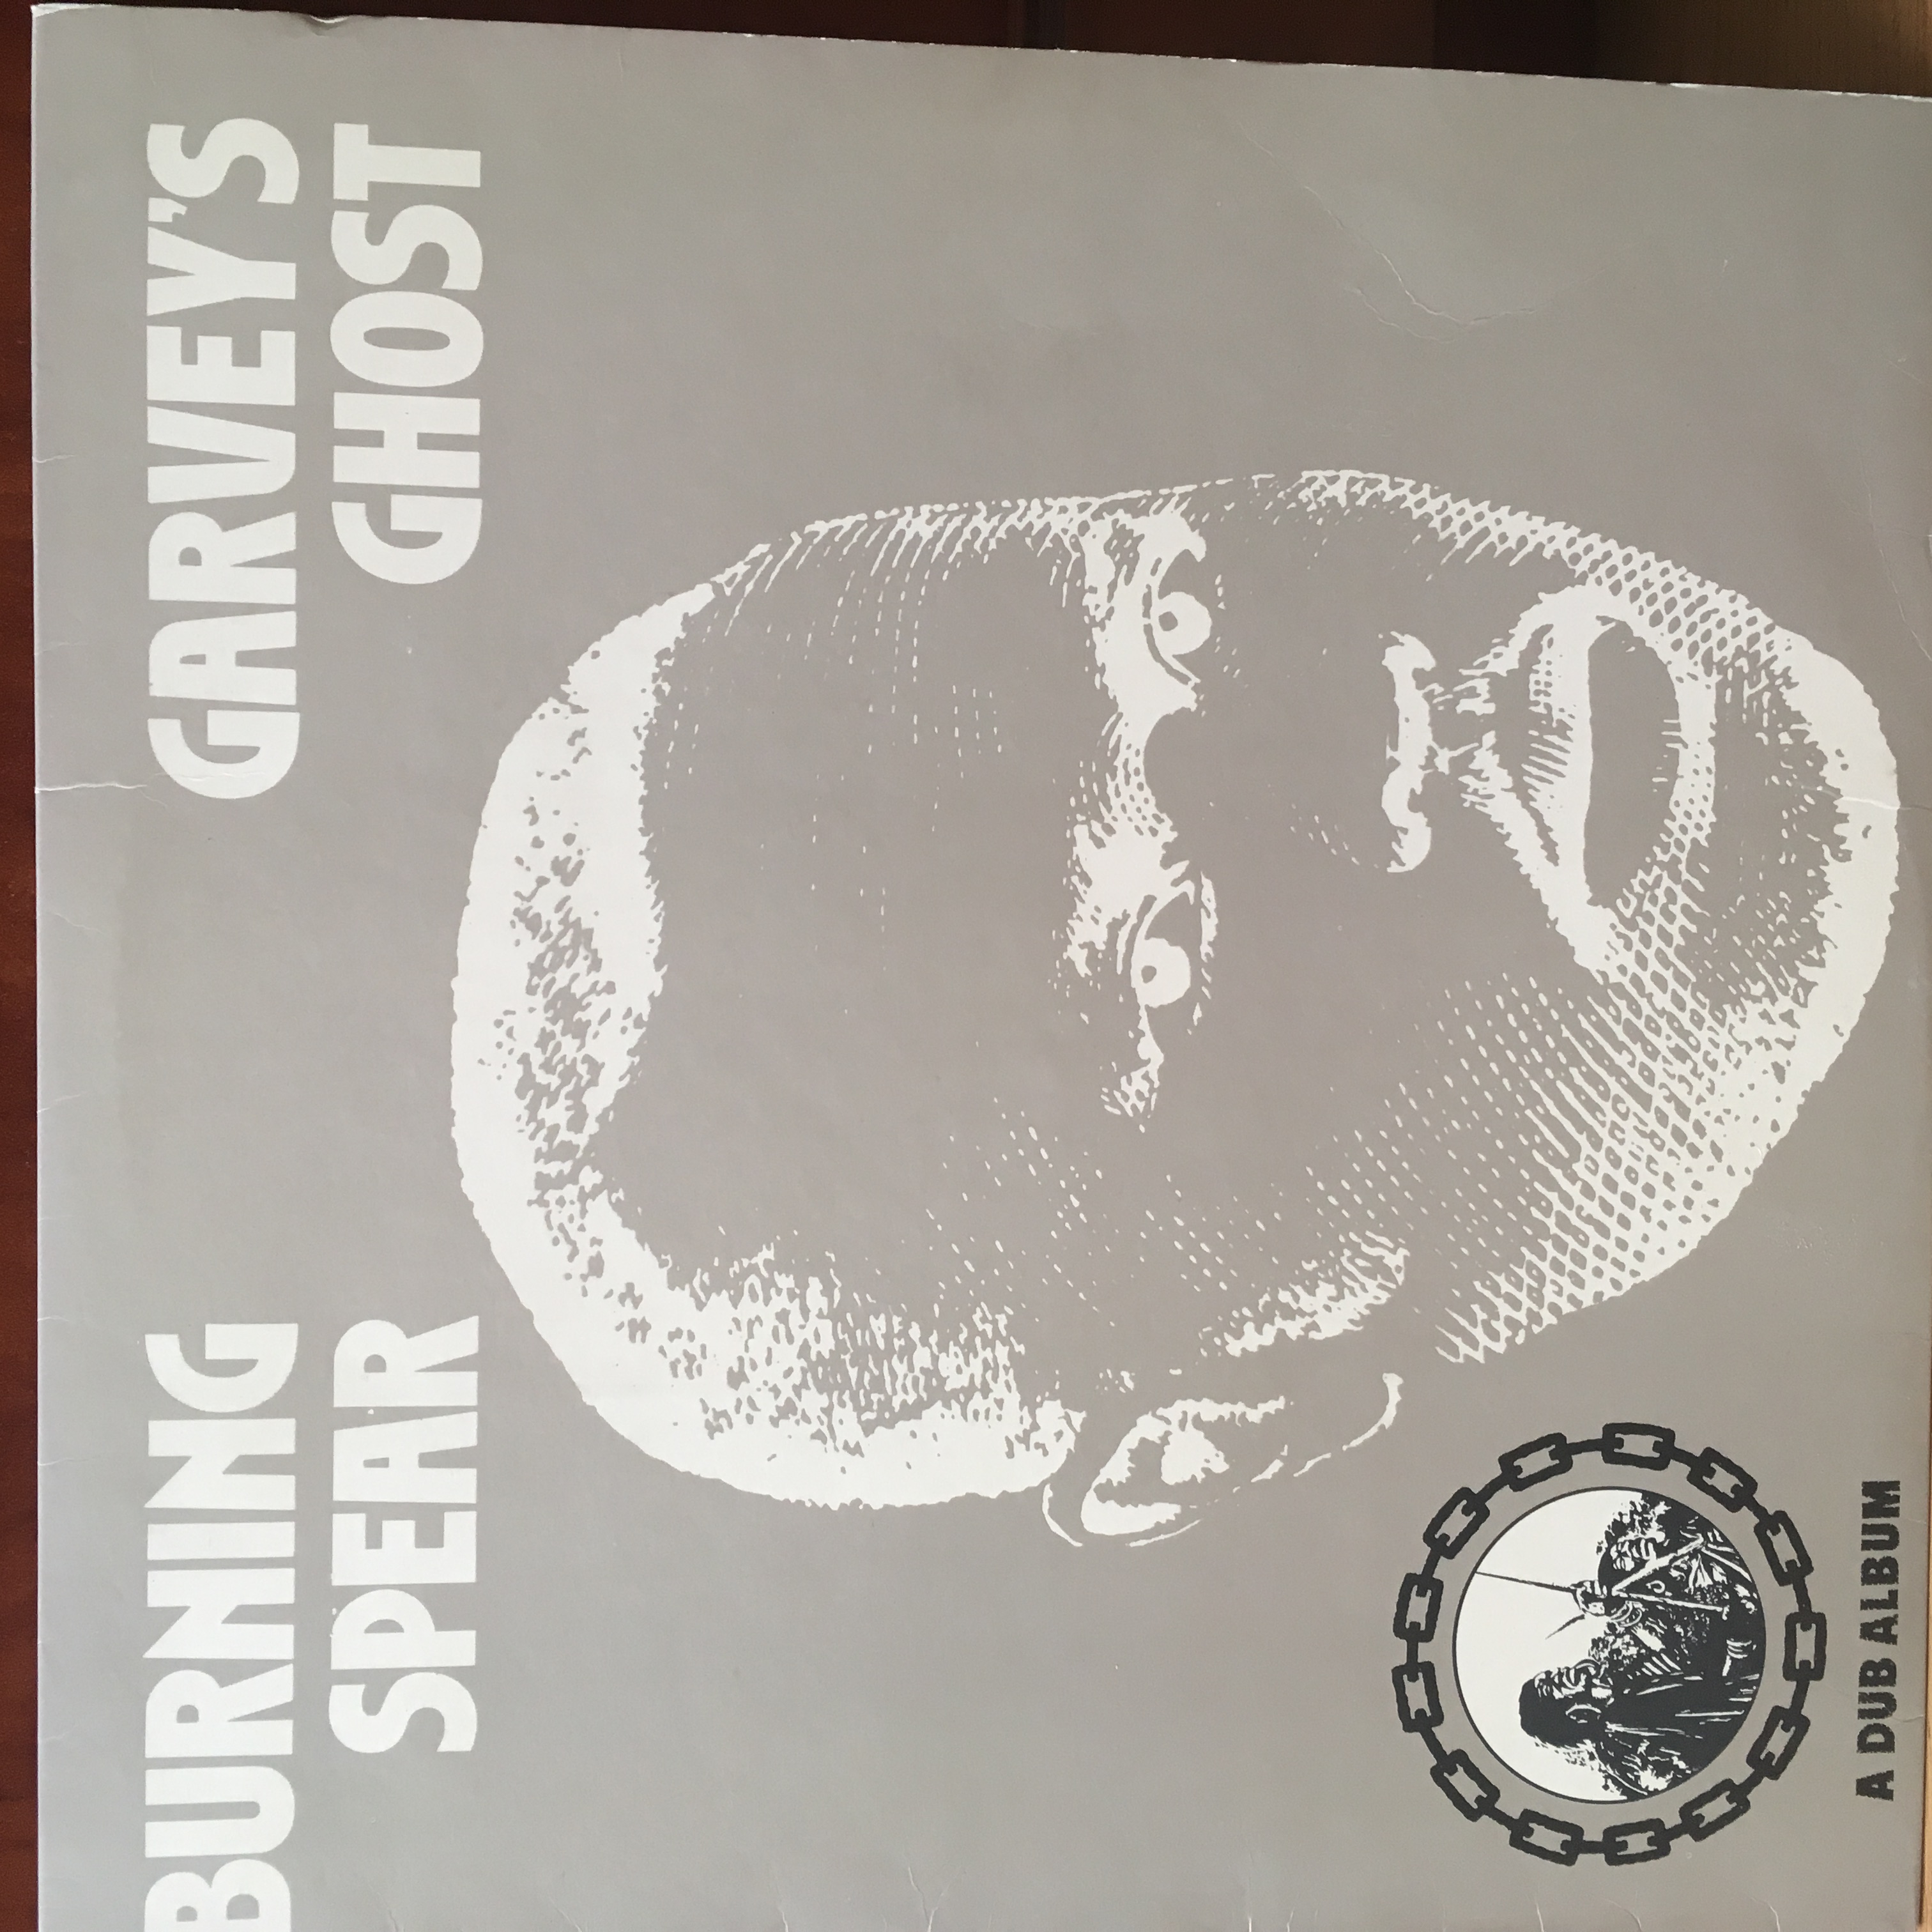 BURNING
SPEAR
GARVEY'S
GHOST
A DUB ALBUM